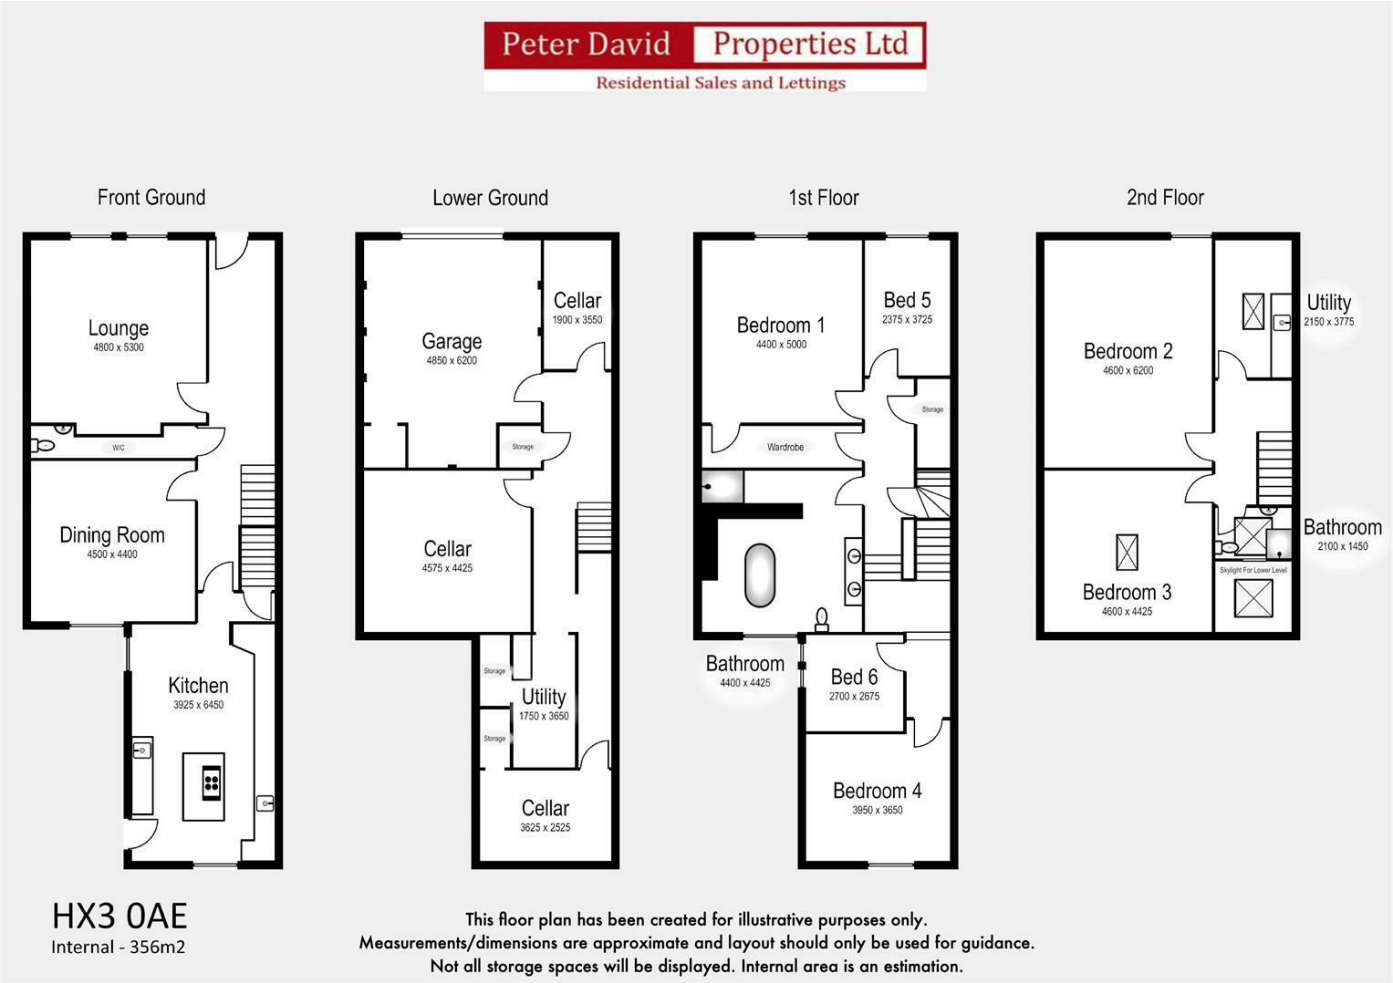 Peter David Properties Ltd
Residential Sales and Lettings
Front Ground
Lower Ground
1st Floor
2nd Floor
Lounge
4800 x 5300
WC
Dining Room
4500 x 4400
Kitchen
3925 x 6450
Garage
4850 x 6200
Cellar
1900 x 3550
Storage
Cellar
4575 x 4425
Storage
Utility
1750 x 3650
Storage
Cellar
3625 x 2525
Bedroom 1
4400 x 5000
Bed 5
2375 x 3725
Storage
Wardrobe
Bathroom
4400 x 4425
Bed 6
2700 x 2675
Bedroom 4
3950 x 3650
Bedroom 2
4600 x 6200
Utility
2150 x 3775
Bathroom
2100 x 1450
Skylight For Lower Level
Bedroom 3
4600 x 4425
HX3 0AE
Internal - 356m2
This floor plan has been created for illustrative purposes only.
Measurements/dimensions are approximate and layout should only be used for guidance.
Not all storage spaces will be displayed. Internal area is an estimation.